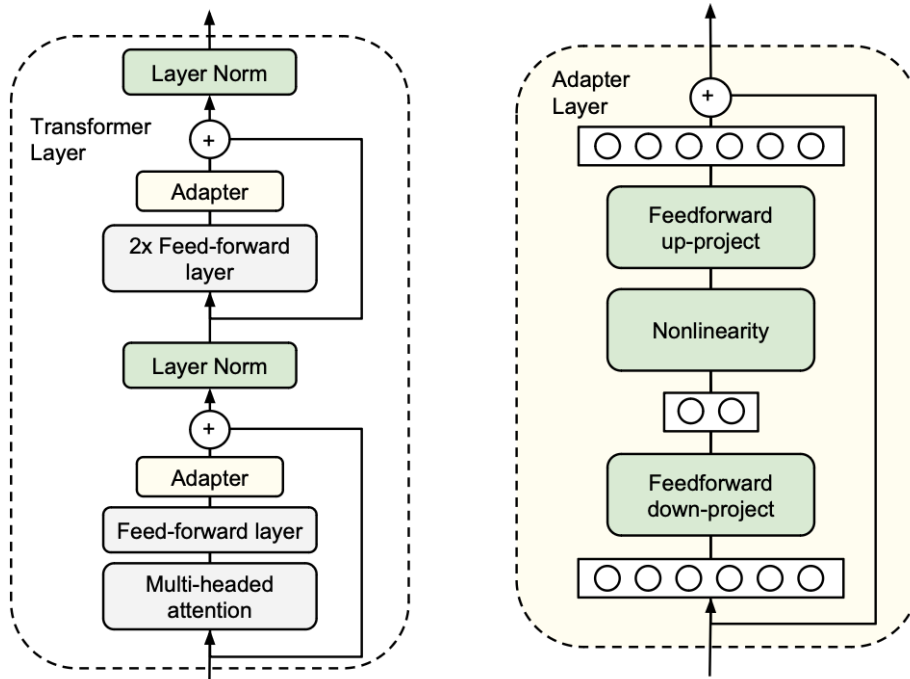 Layer Norm
Transformer
Layer
+
Adapter
2x Feed-forward
layer
Layer Norm
+
Adapter
Feed-forward layer
Multi-headed
attention
Adapter
Layer
+
Feedforward
up-project
Nonlinearity
Feedforward
down-project